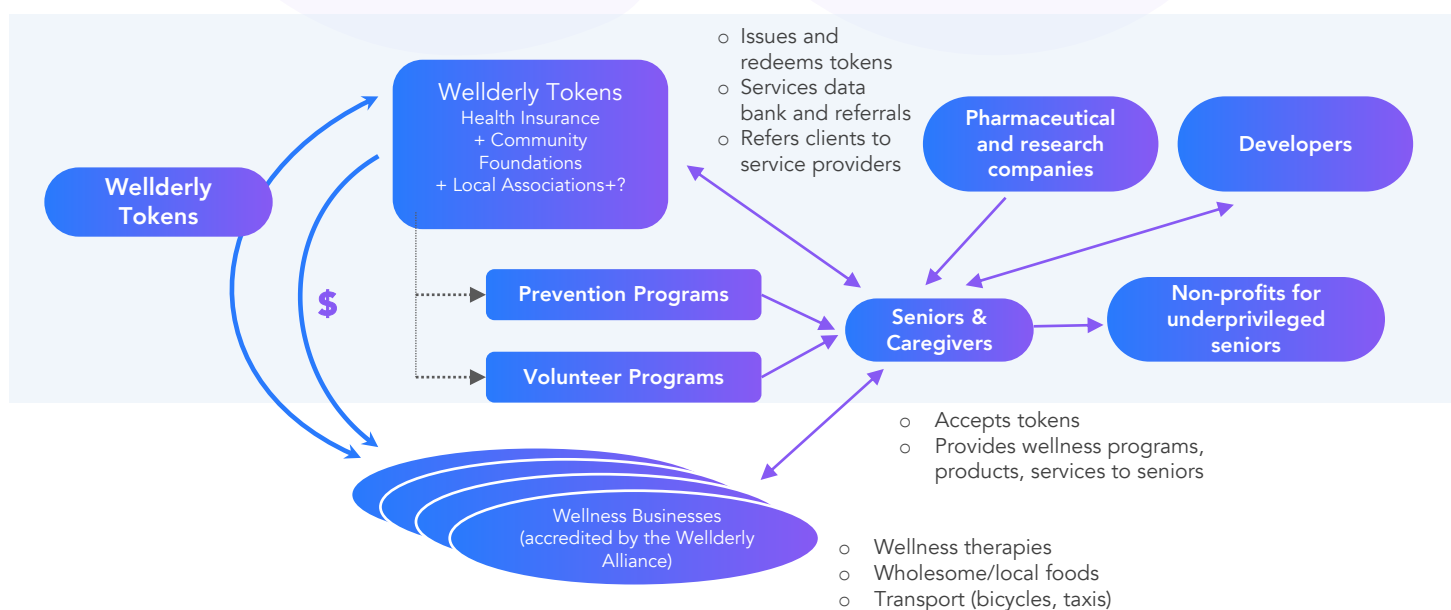 Wellderly
Tokens
Wellderly Tokens
Health Insurance
+ Community
Foundations
+ Local Associations+?
○ Issues and
redeems tokens
○ Services data
bank and referrals
○ Refers clients to
service providers
Pharmaceutical
and research
companies
Developers
$
Prevention Programs
Volunteer Programs
Seniors &
Caregivers
Non-profits for
underprivileged
seniors
○ Accepts tokens
○ Provides wellness programs,
products, services to seniors
Wellness Businesses
(accredited by the Wellderly
Alliance)
○ Wellness therapies
○ Wholesome/local foods
○ Transport (bicycles, taxis)